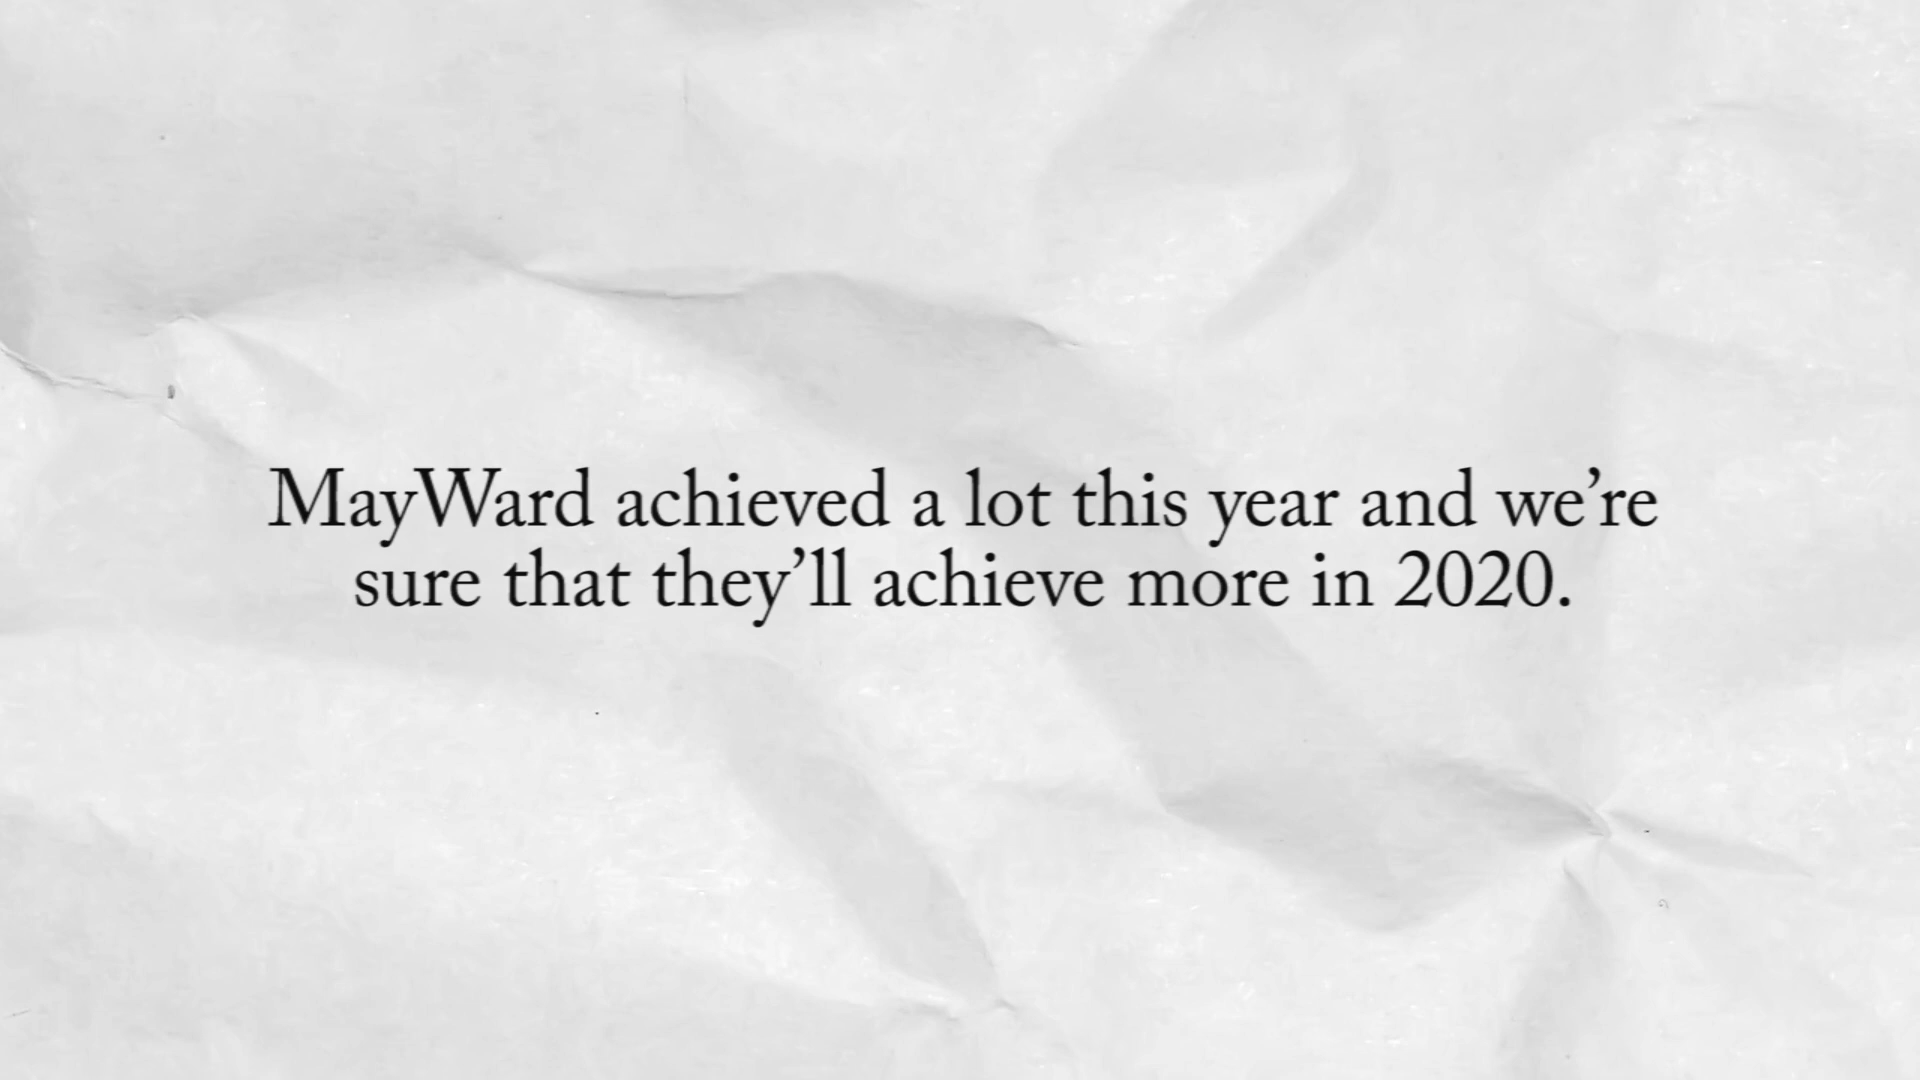 MayWard achieved a lot this year and we’re
sure that they’ll achieve more in 2020.